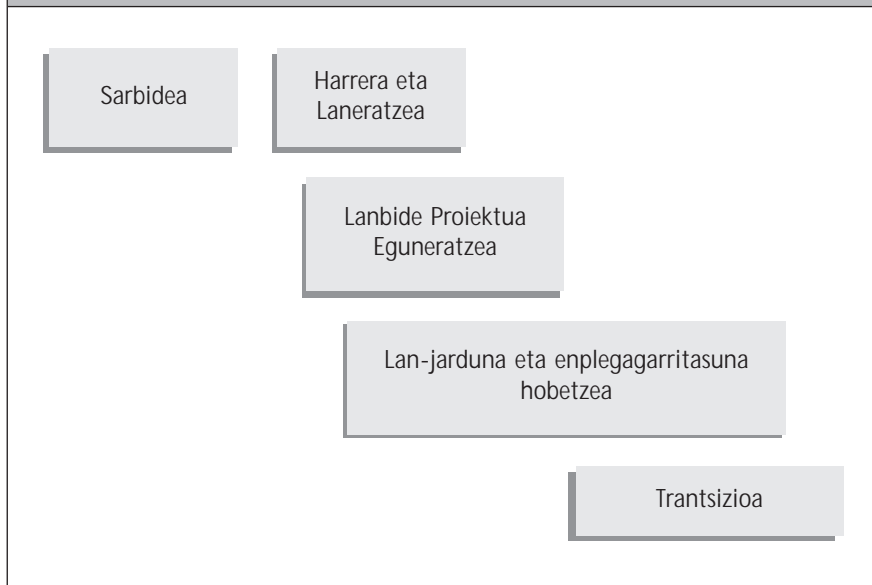 Sarbidea
Harrera eta
Laneratzea
Lanbide Proiektua
Eguneratzea
Lan-jarduna eta enplegagarritasuna
hobetzea
Trantsizioa